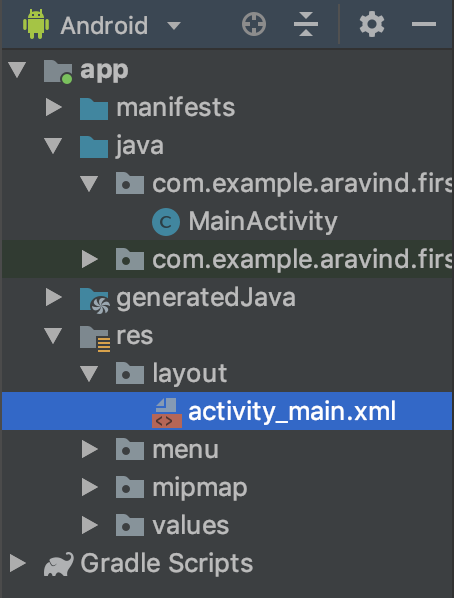 Android
app
manifests
java
com.example.aravind.firs
MainActivity
com.example.aravind.firs
generatedJava
res
layout
activity_main.xml
menu
mipmap
values
Gradle Scripts